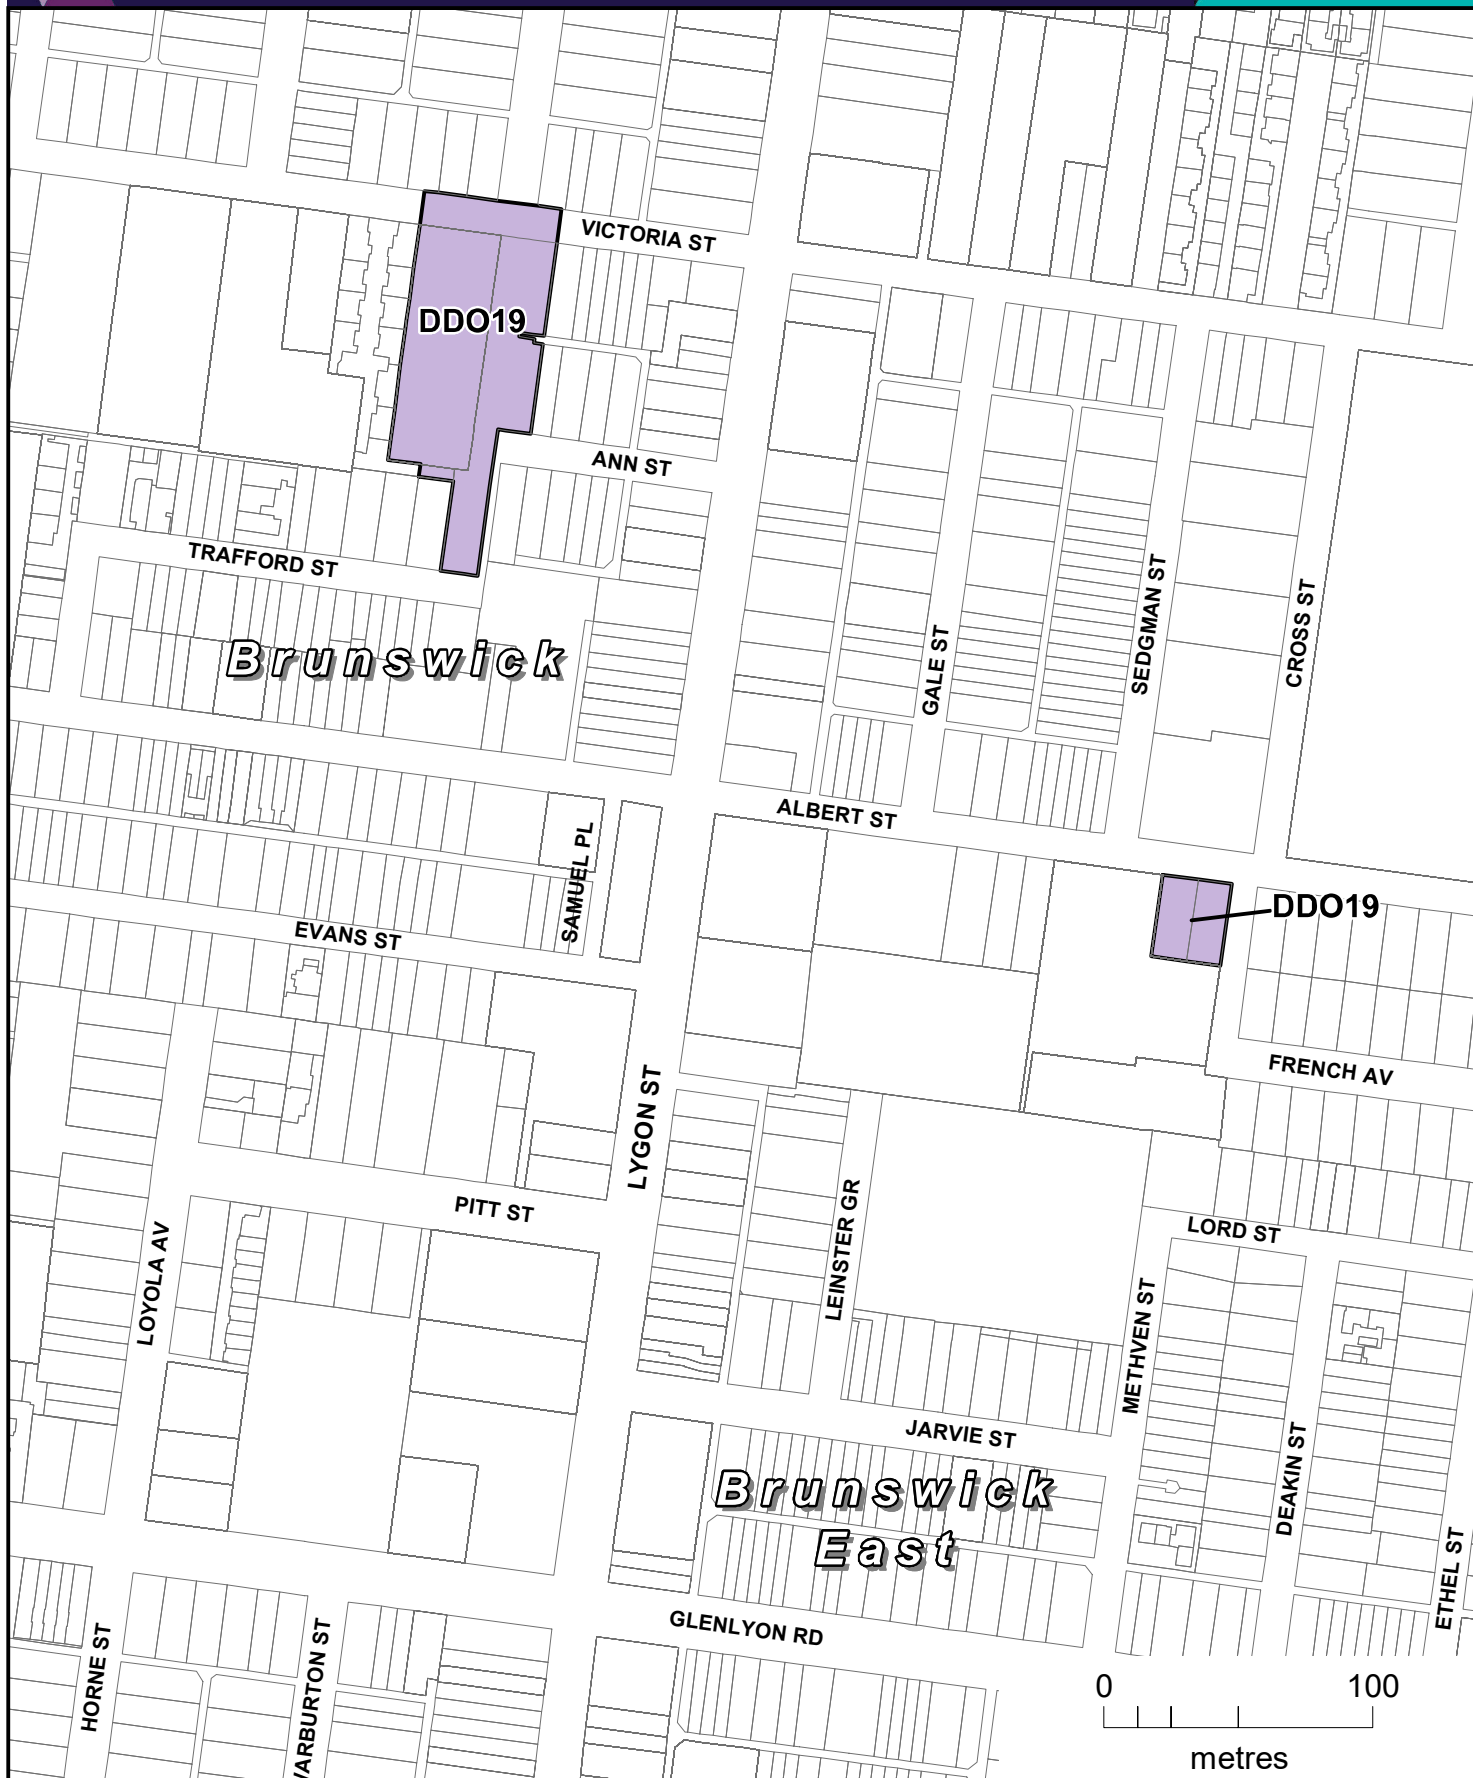 VICTORIA ST
DDO19
ANN ST
TRAFFORD ST
Brunswick
GALE ST
SEDGMAN ST
CROSS ST
ALBERT ST
SAMUEL PL
DDO19
EVANS ST
FRENCH AV
LYGON ST
PITT ST
LEINSTER GR
LORD ST
LOYOLA AV
METHVEN ST
JARVIE ST
Brunswick
East
DEAKIN ST
ETHEL ST
GLENLYON RD
HORNE ST
WARBURTON ST
0 100
metres